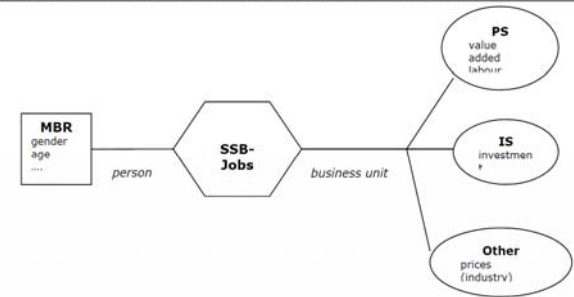 MBR
gender
age
....
person
SSB-
Jobs
business unit
PS
value
added
labour
IS
investmen
t
Other
prices
(industry)